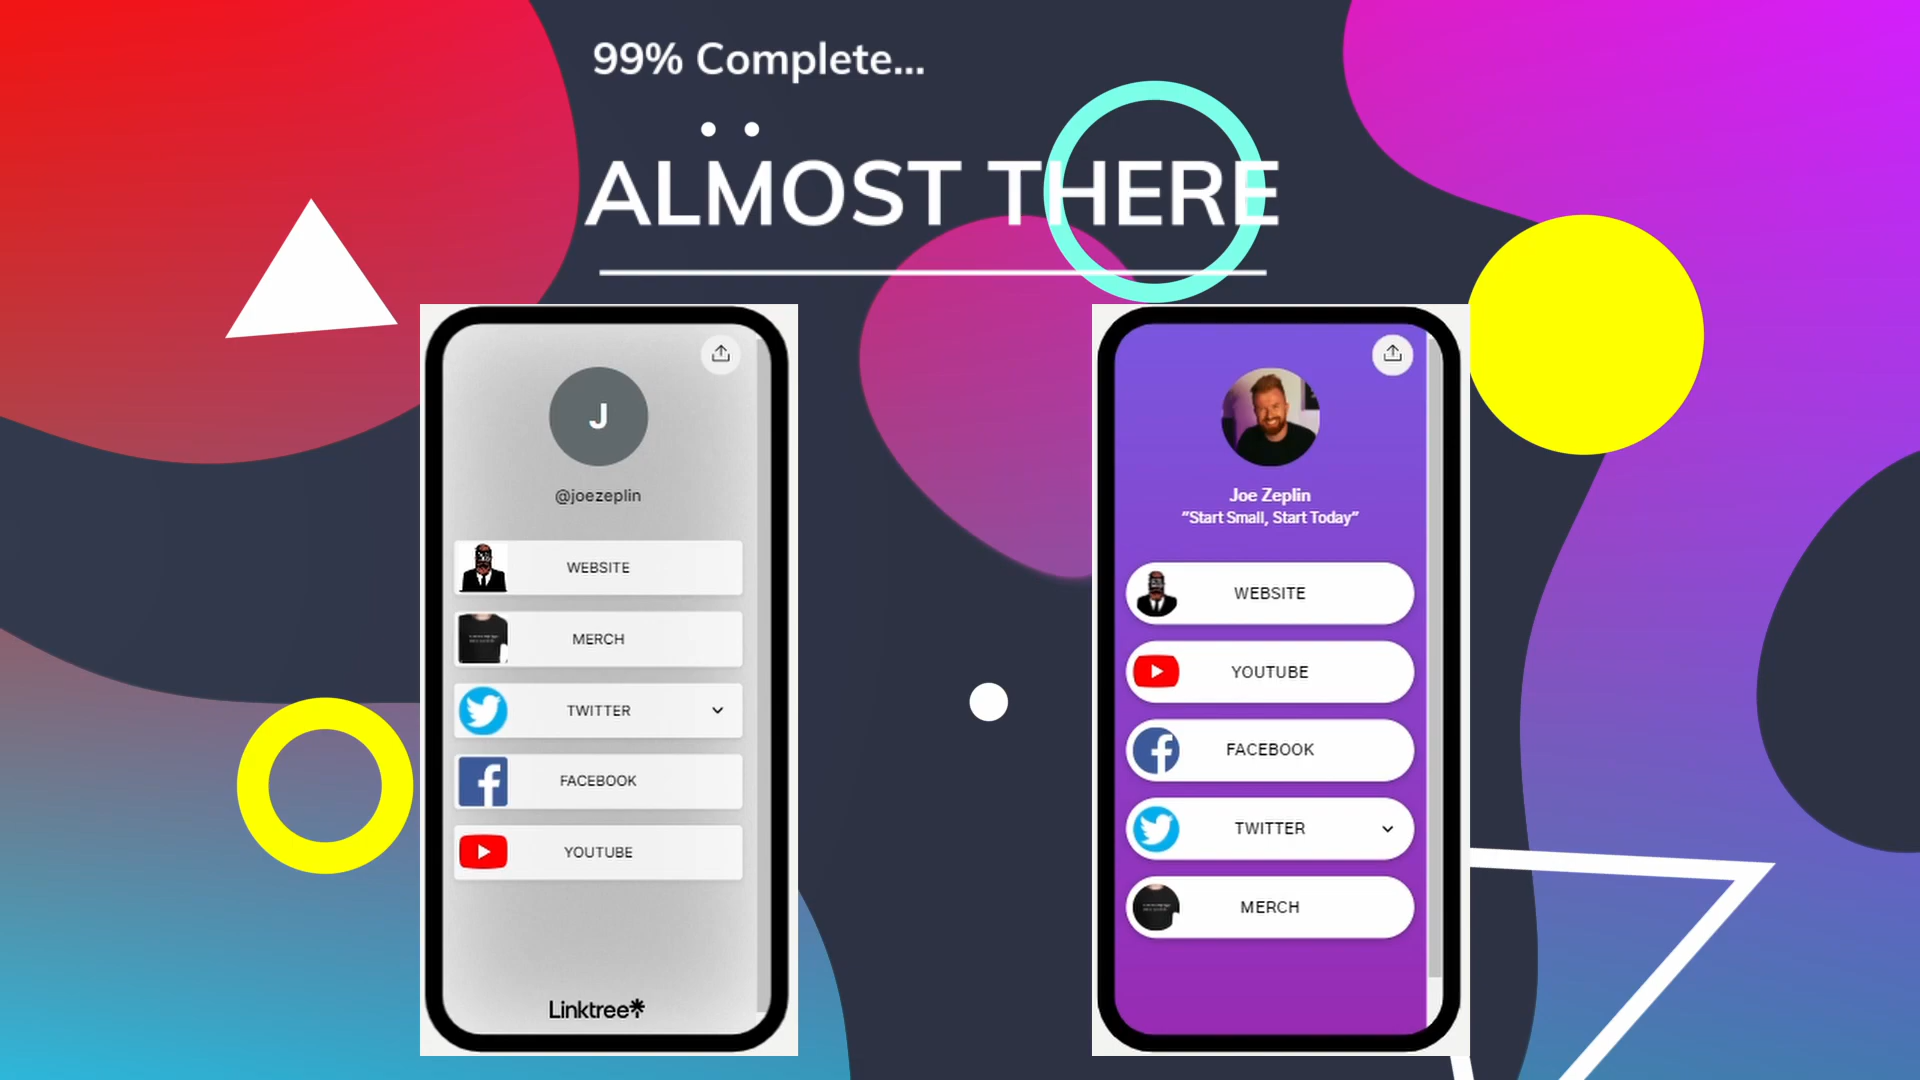 99% Complete...
ALMOST THERE
J
@joezeplin
WEBSITE
MERCH
TWITTER
FACEBOOK
YOUTUBE
Linktree
Joe Zeplin
"Start Small, Start Today"
WEBSITE
YOUTUBE
FACEBOOK
TWITTER
MERCH